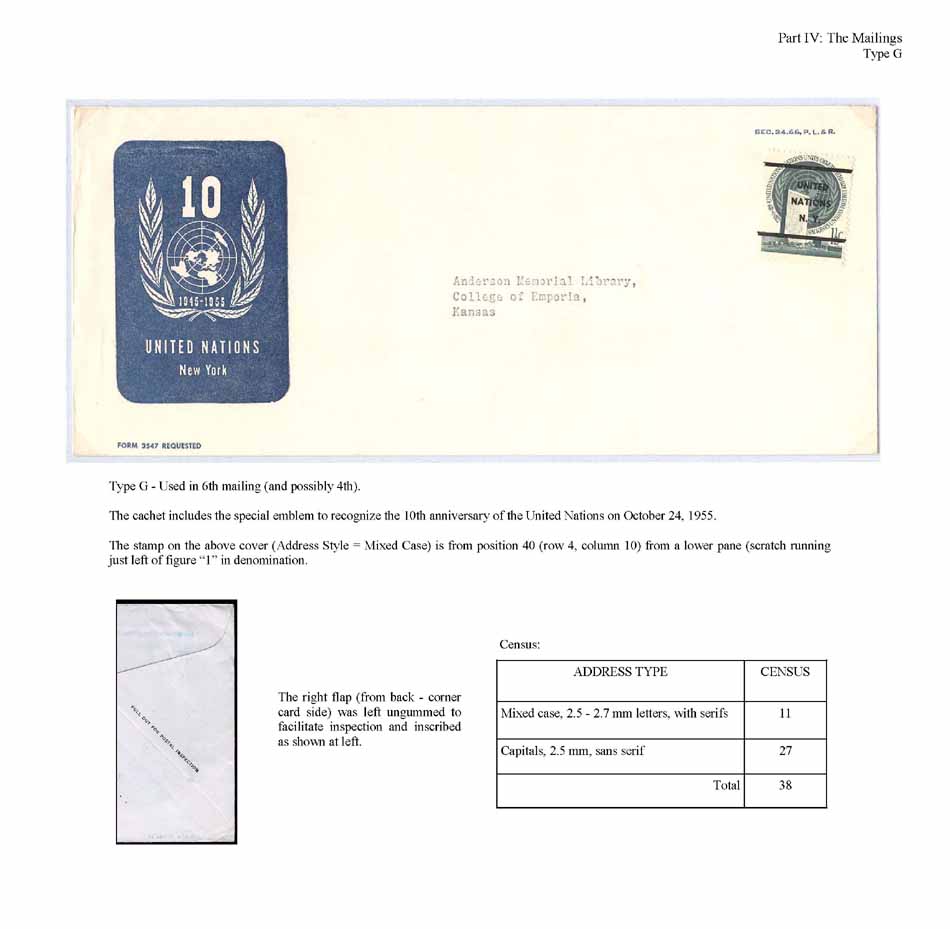 Part IV: The Mailings
Type G
SEC. 34.66, P. L. & R.
10
1945-1955
UNITED NATIONS
New York
UNITED
NATIONS
N. Y.
1½c
Anderson Memorial Library,
College of Emporia,
Kansas
FORM 3547 REQUESTED
Type G - Used in 6th mailing (and possibly 4th).
The cachet includes the special emblem to recognize the 10th anniversary of the United Nations on October 24, 1955.
The stamp on the above cover (Address Style = Mixed Case) is from position 40 (row 4, column 10) from a lower pane (scratch running
just left of figure “1” in denomination.
PULL OUT FOR POSTAL INSPECTION
The right flap (from back - corner
card side) was left ungummed to
facilitate inspection and inscribed
as shown at left.
Census:
ADDRESS TYPE CENSUS
Mixed case, 2.5 - 2.7 mm letters, with serifs 11
Capitals, 2.5 mm, sans serif 27
Total 38